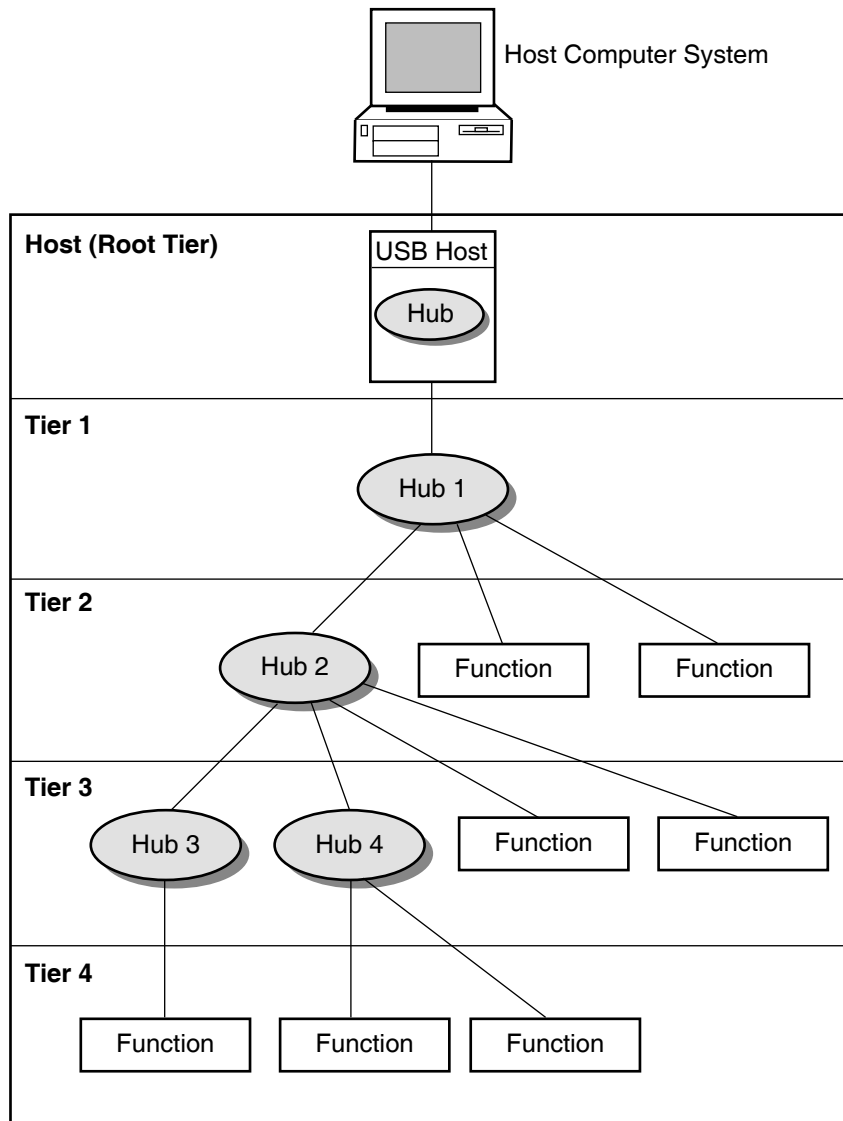 Host Computer System
Host (Root Tier)
USB Host
Hub
Tier 1
Hub 1
Tier 2
Hub 2
Function
Function
Tier 3
Hub 3
Hub 4
Function
Function
Tier 4
Function
Function
Function